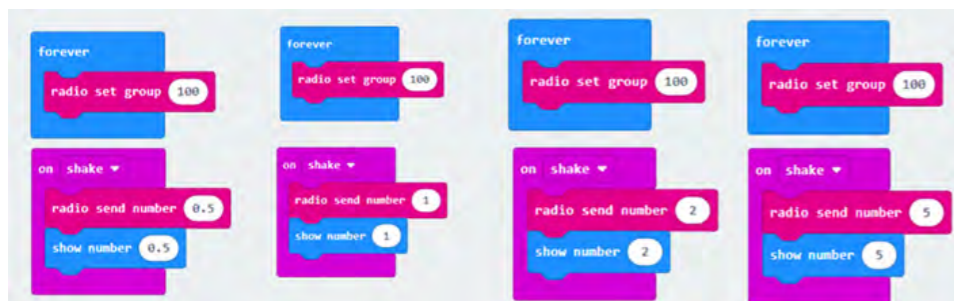 forever
radio set group 100
on shake
radio send number 0.5
show number 0.5
forever
radio set group 100
on shake
radio send number 1
show number 1
forever
radio set group 100
on shake
radio send number 2
show number 2
forever
radio set group 100
on shake
radio send number 5
show number 5